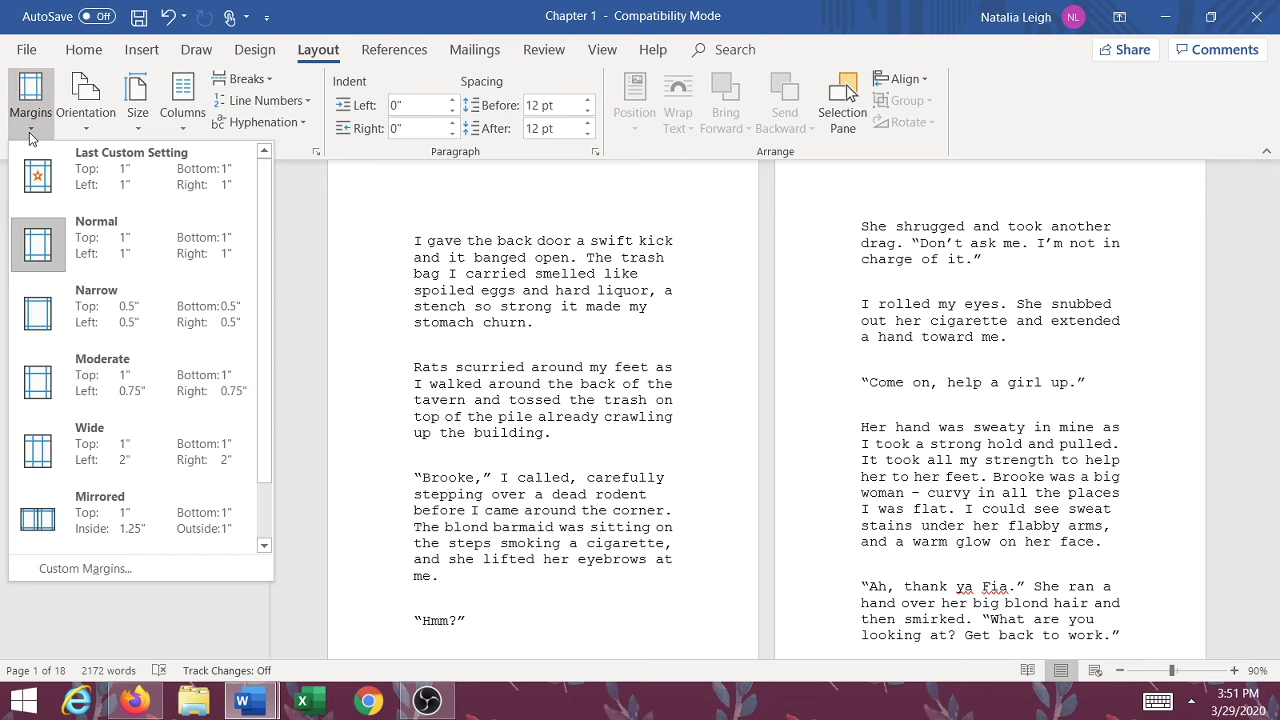 AutoSave Off
Chapter 1 - Compatibility Mode
Natalia Leigh NL
File Home Insert Draw Design Layout References Mailings Review View Help Search
Share Comments
Margins
Orientation
Size
Columns
Breaks
Line Numbers
Hyphenation
Indent
Left: 0"
Right: 0"
Spacing
Before: 12 pt
After: 12 pt
Paragraph
Position
Wrap Text
Bring Forward
Send Backward
Selection Pane
Align
Group
Rotate
Arrange
Last Custom Setting
Top: 1" Bottom: 1"
Left: 1" Right: 1"
Normal
Top: 1" Bottom: 1"
Left: 1" Right: 1"
Narrow
Top: 0.5" Bottom: 0.5"
Left: 0.5" Right: 0.5"
Moderate
Top: 1" Bottom: 1"
Left: 0.75" Right: 0.75"
Wide
Top: 1" Bottom: 1"
Left: 2" Right: 2"
Mirrored
Top: 1" Bottom: 1"
Inside: 1.25" Outside: 1"
Custom Margins...
I gave the back door a swift kick
and it banged open. The trash
bag I carried smelled like
spoiled eggs and hard liquor, a
stench so strong it made my
stomach churn.
Rats scurried around my feet as
I walked around the back of the
tavern and tossed the trash on
top of the pile already crawling
up the building.
“Brooke,” I called, carefully
stepping over a dead rodent
before I came around the corner.
The blond barmaid was sitting on
the steps smoking a cigarette,
and she lifted her eyebrows at
me.
“Hmm?”
She shrugged and took another
drag. “Don’t ask me. I’m not in
charge of it.”
I rolled my eyes. She snubbed
out her cigarette and extended
a hand toward me.
“Come on, help a girl up.”
Her hand was sweaty in mine as
I took a strong hold and pulled.
It took all my strength to help
her to her feet. Brooke was a big
woman – curvy in all the places
I was flat. I could see sweat
stains under her flabby arms,
and a warm glow on her face.
“Ah, thank ya Fia.” She ran a
hand over her big blond hair and
then smirked. “What are you
looking at? Get back to work.”
Page 1 of 18 2172 words Track Changes: Off 90%
3:51 PM
3/29/2020